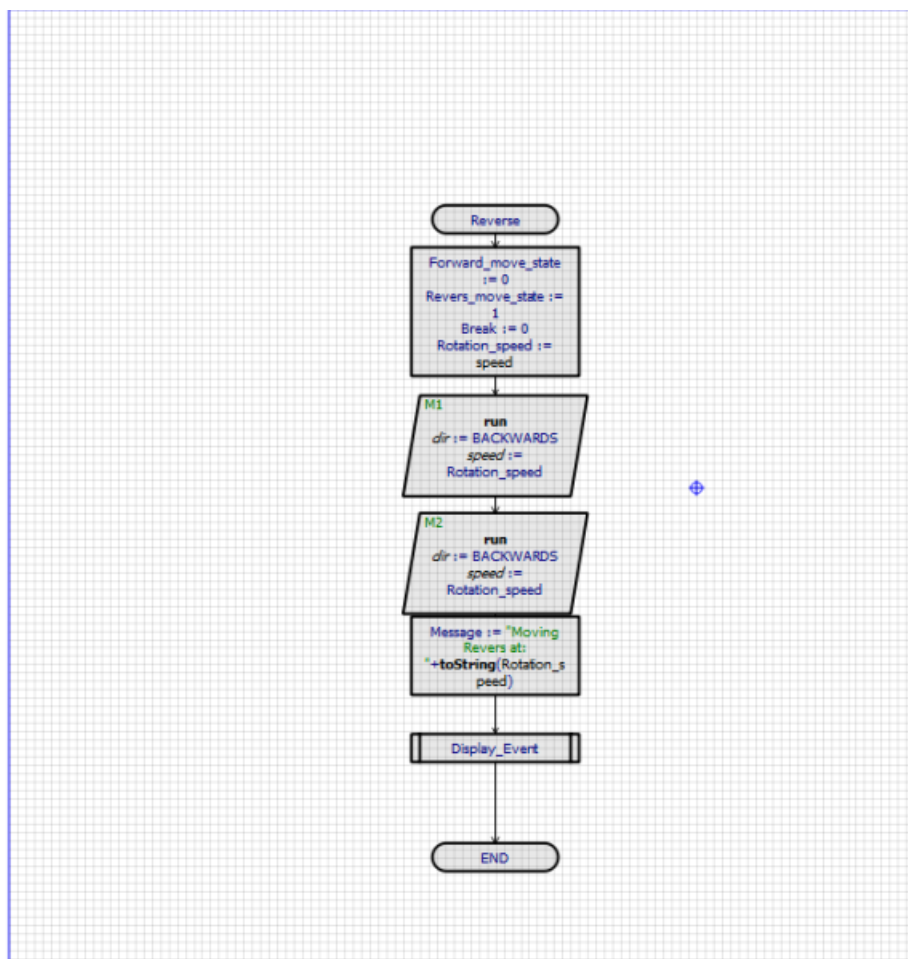 Reverse
Forward_move_state
:= 0
Revers_move_state :=
1
Break := 0
Rotation_speed :=
speed
M1
run
dir := BACKWARDS
speed :=
Rotation_speed
M2
run
dir := BACKWARDS
speed :=
Rotation_speed
Message := "Moving
Revers at:
"+toString(Rotation_s
peed)
Display_Event
END